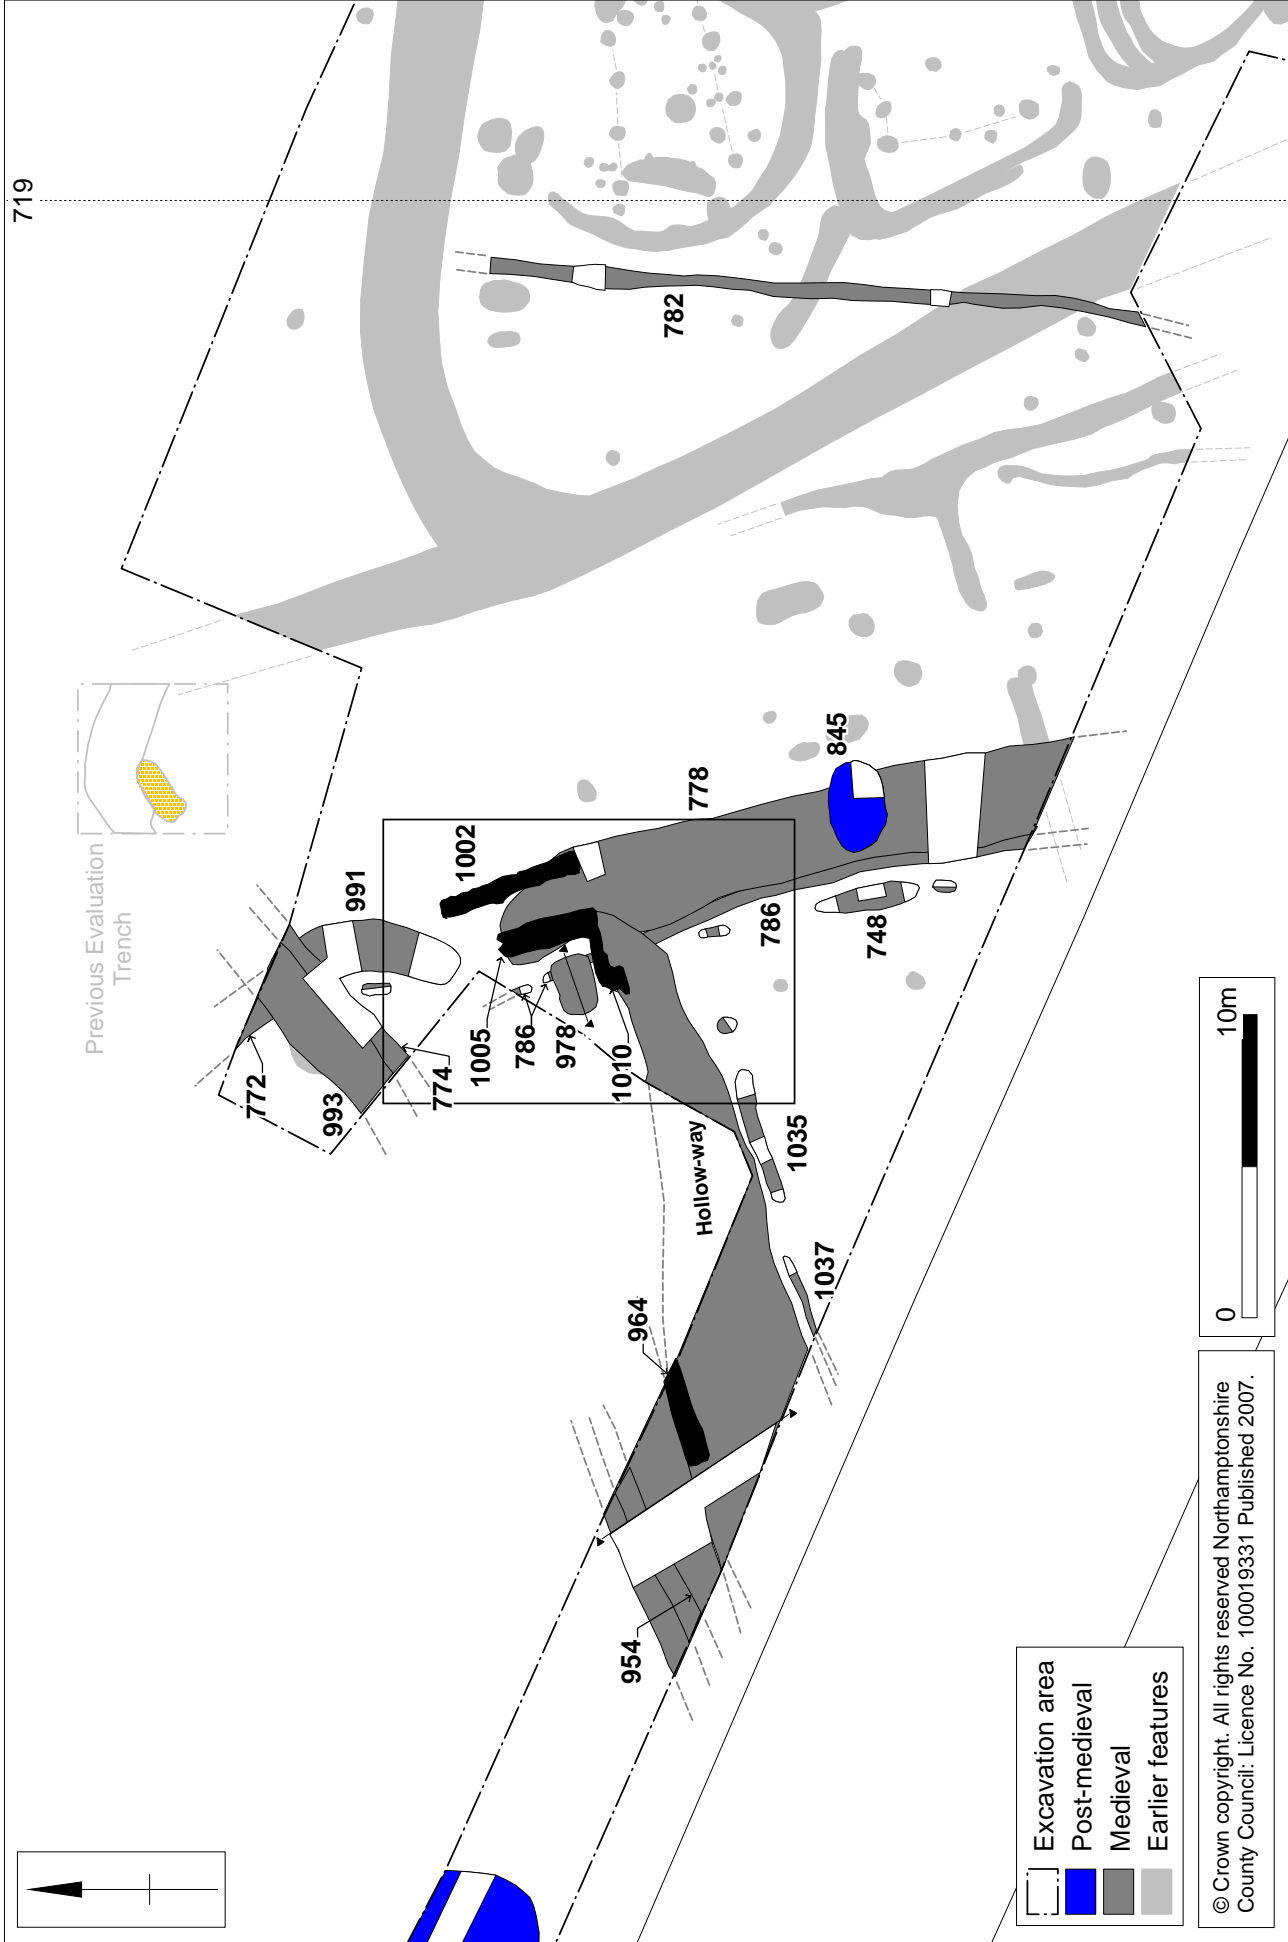 719
782
Previous Evaluation
Trench
991
1002
778
845
772
993
774
1005
786
978
1010
786
748
Hollow-way
1035
1037
964
954
0 10m
Excavation area
Post-medieval
Medieval
Earlier features
© Crown copyright. All rights reserved Northamptonshire
County Council: Licence No. 100019331 Published 2007.